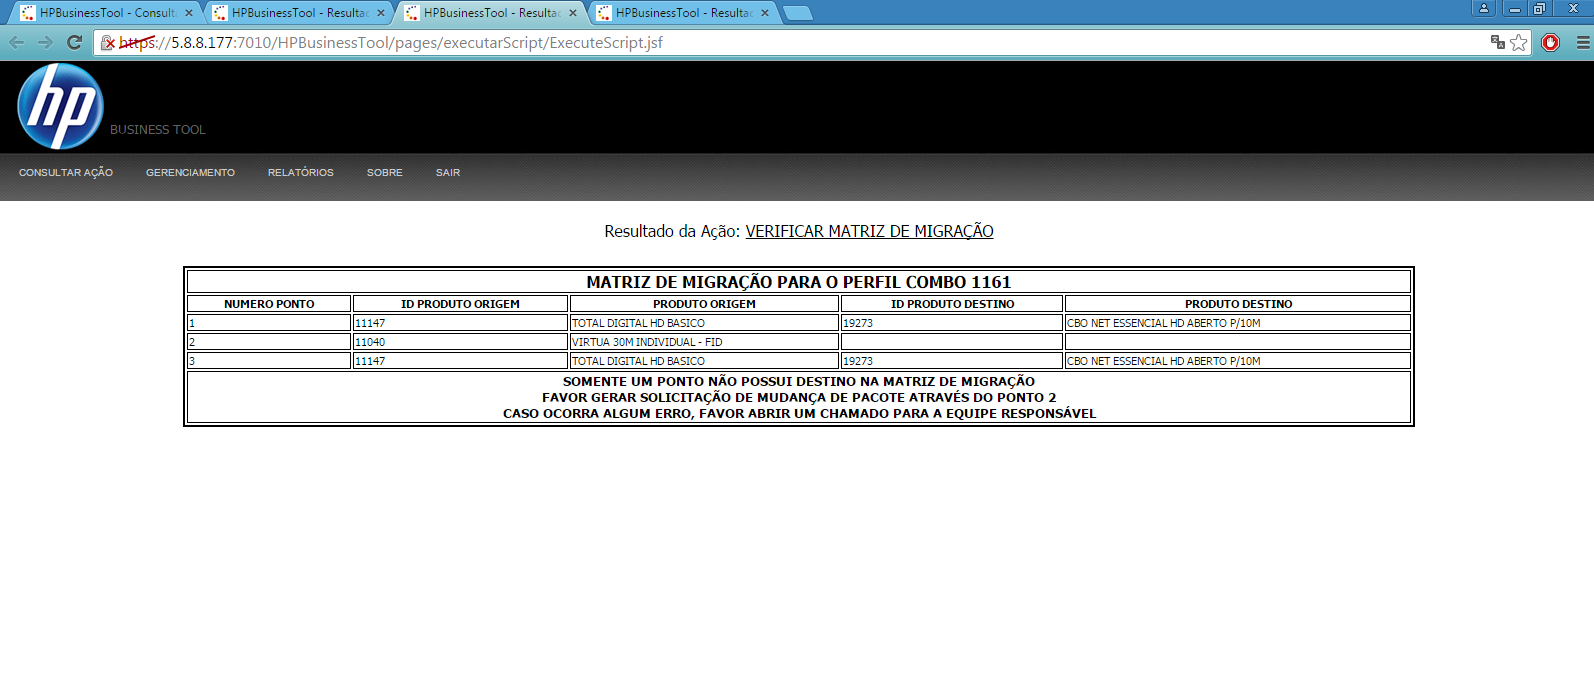 HPBusinessTool - Consult
HPBusinessTool - Resultad
HPBusinessTool - Resultad
HPBusinessTool - Resultad
https://5.8.8.177:7010/HPBusinessTool/pages/executarScript/ExecuteScript.jsf
hp
BUSINESS TOOL
CONSULTAR AÇÃO GERENCIAMENTO RELATÓRIOS SOBRE SAIR
Resultado da Ação: VERIFICAR MATRIZ DE MIGRAÇÃO
MATRIZ DE MIGRAÇÃO PARA O PERFIL COMBO 1161
NUMERO PONTO ID PRODUTO ORIGEM PRODUTO ORIGEM ID PRODUTO DESTINO PRODUTO DESTINO
1 11147 TOTAL DIGITAL HD BASICO 19273 CBO NET ESSENCIAL HD ABERTO P/10M
2 11040 VIRTUA 30M INDIVIDUAL - FID
3 11147 TOTAL DIGITAL HD BASICO 19273 CBO NET ESSENCIAL HD ABERTO P/10M
SOMENTE UM PONTO NÃO POSSUI DESTINO NA MATRIZ DE MIGRAÇÃO
FAVOR GERAR SOLICITAÇÃO DE MUDANÇA DE PACOTE ATRAVÉS DO PONTO 2
CASO OCORRA ALGUM ERRO, FAVOR ABRIR UM CHAMADO PARA A EQUIPE RESPONSÁVEL